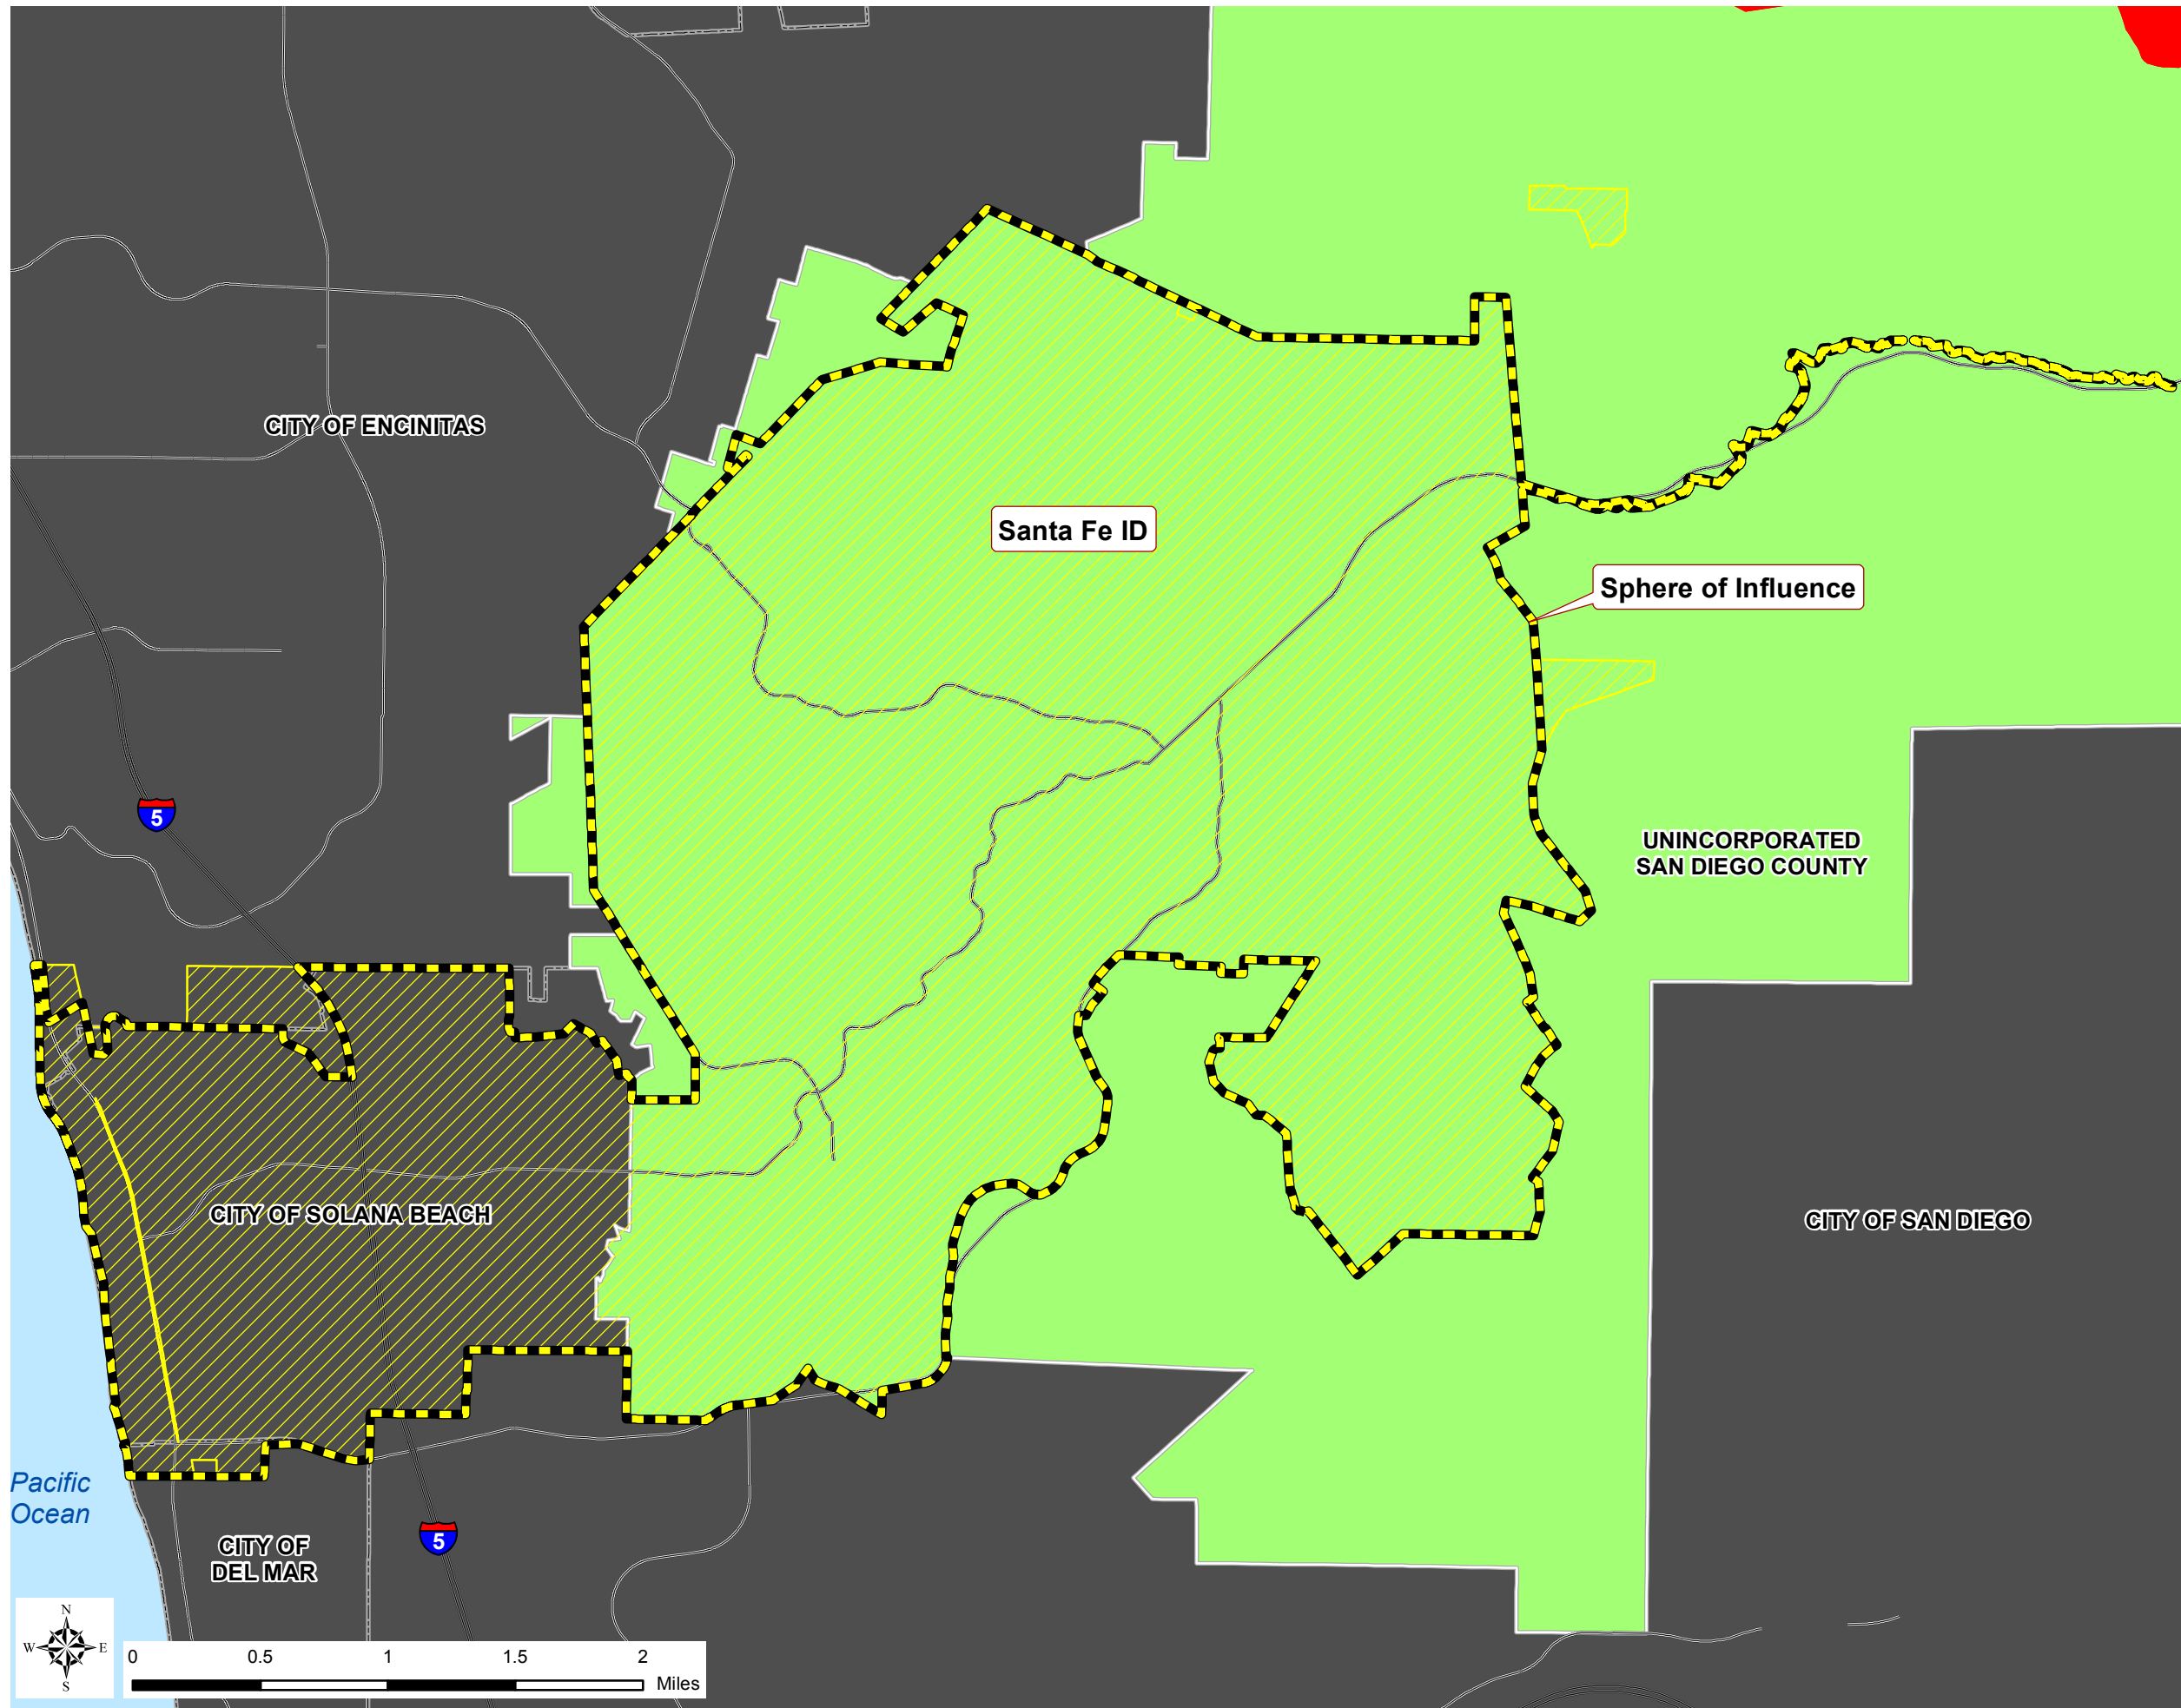 CITY OF ENCINITAS
Santa Fe ID
Sphere of Influence
5
UNINCORPORATED
SAN DIEGO COUNTY
CITY OF SOLANA BEACH
CITY OF SAN DIEGO
Pacific
Ocean
5
CITY OF
DEL MAR
N
W E
S
0 0.5 1 1.5 2
Miles